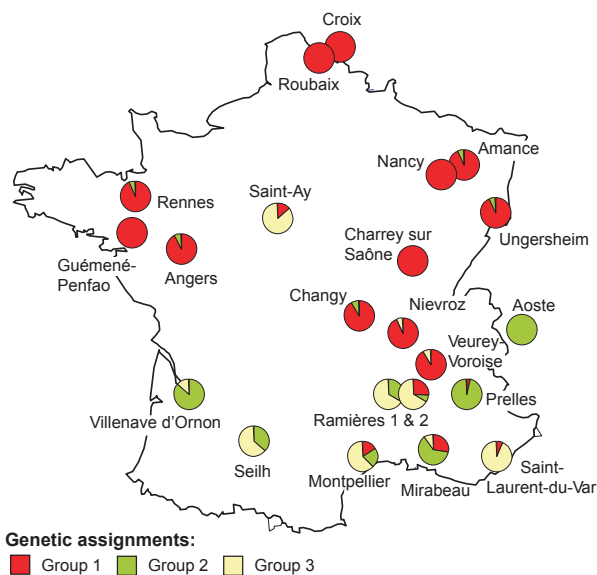 Croix
Roubaix
Amance
Nancy
Rennes
Saint-Ay
Ungersheim
Guémené-
Penfao
Angers
Charrey sur
Saône
Changy
Nievroz
Aoste
Veurey-
Voroise
Villenave d'Ornon
Ramières 1 & 2
Prelles
Seilh
Montpellier
Mirabeau
Saint-
Laurent-du-Var
Genetic assignments:
Group 1 Group 2 Group 3